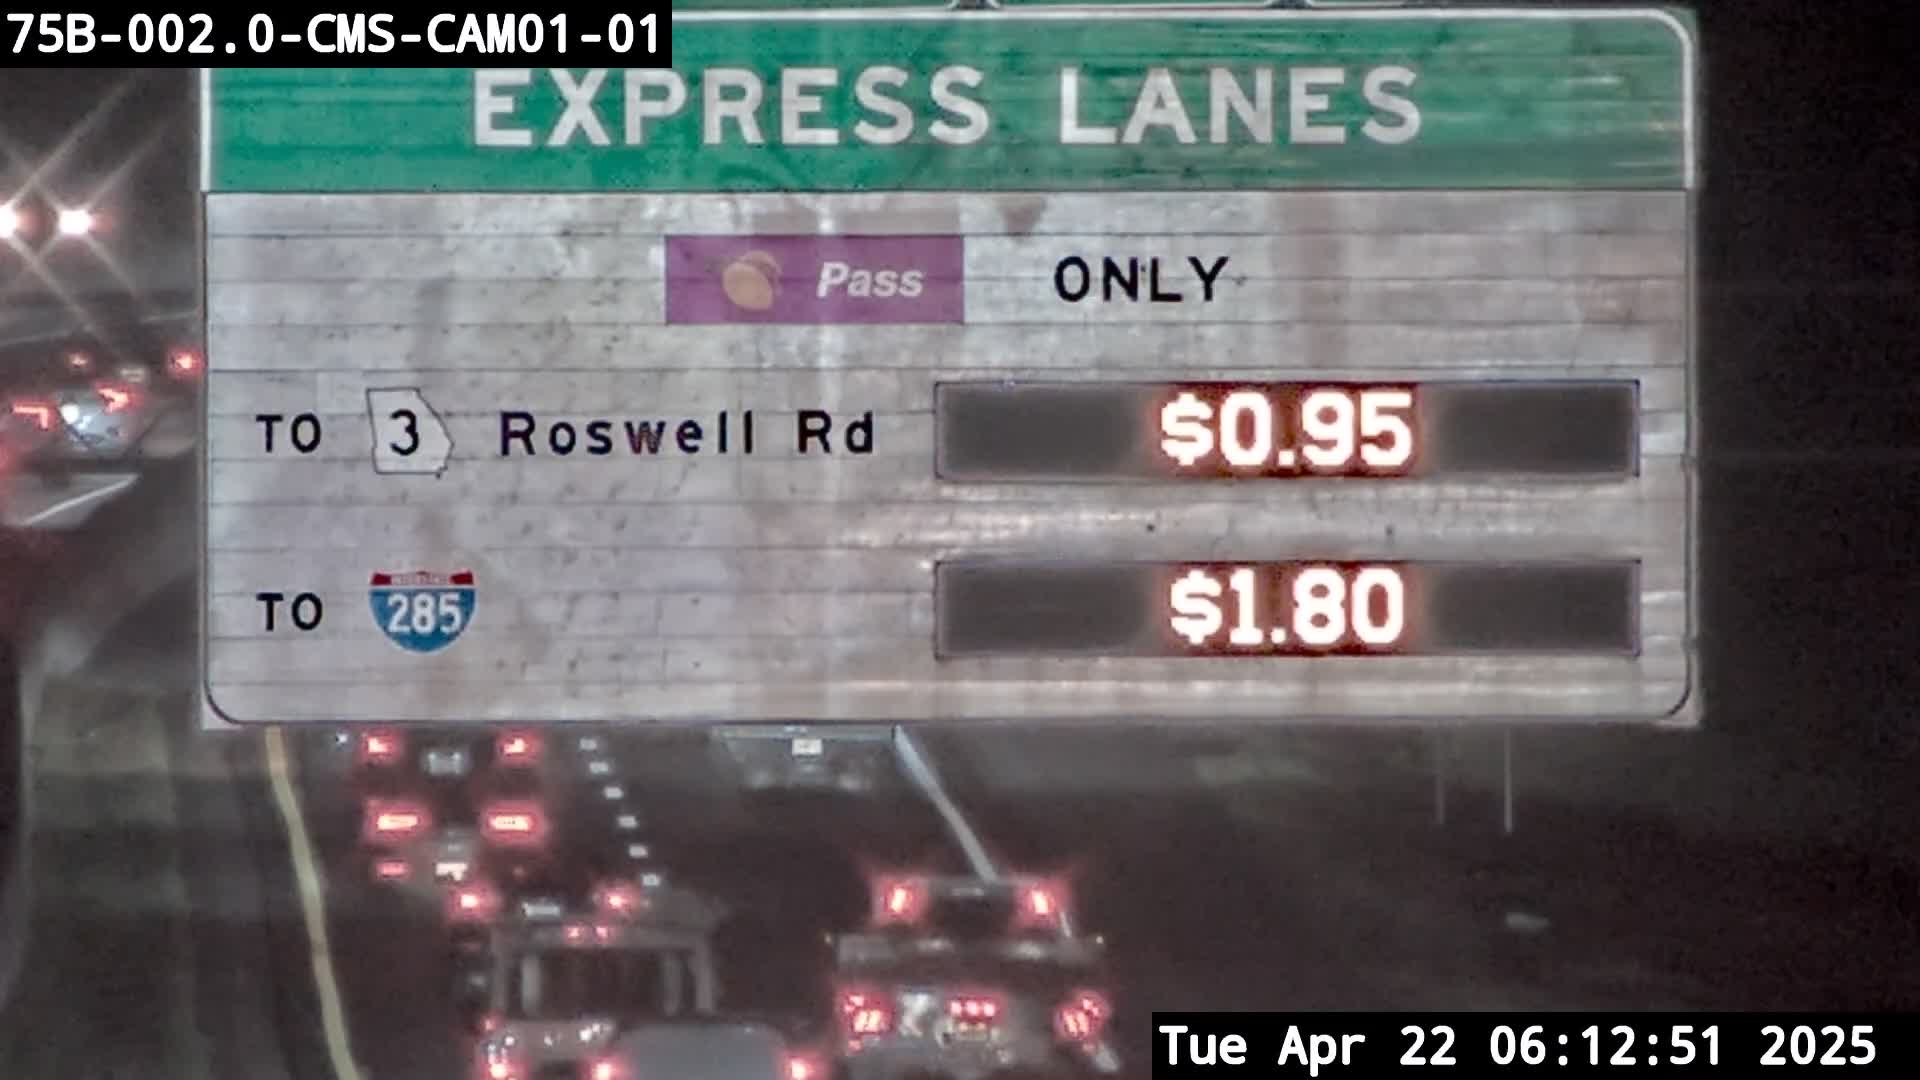 75B-002.0-CMS-CAM01-01
EXPRESS LANES
Pass ONLY
TO 3 Roswell Rd $0.95
TO 285 $1.80
Tue Apr 22 06:12:51 2025